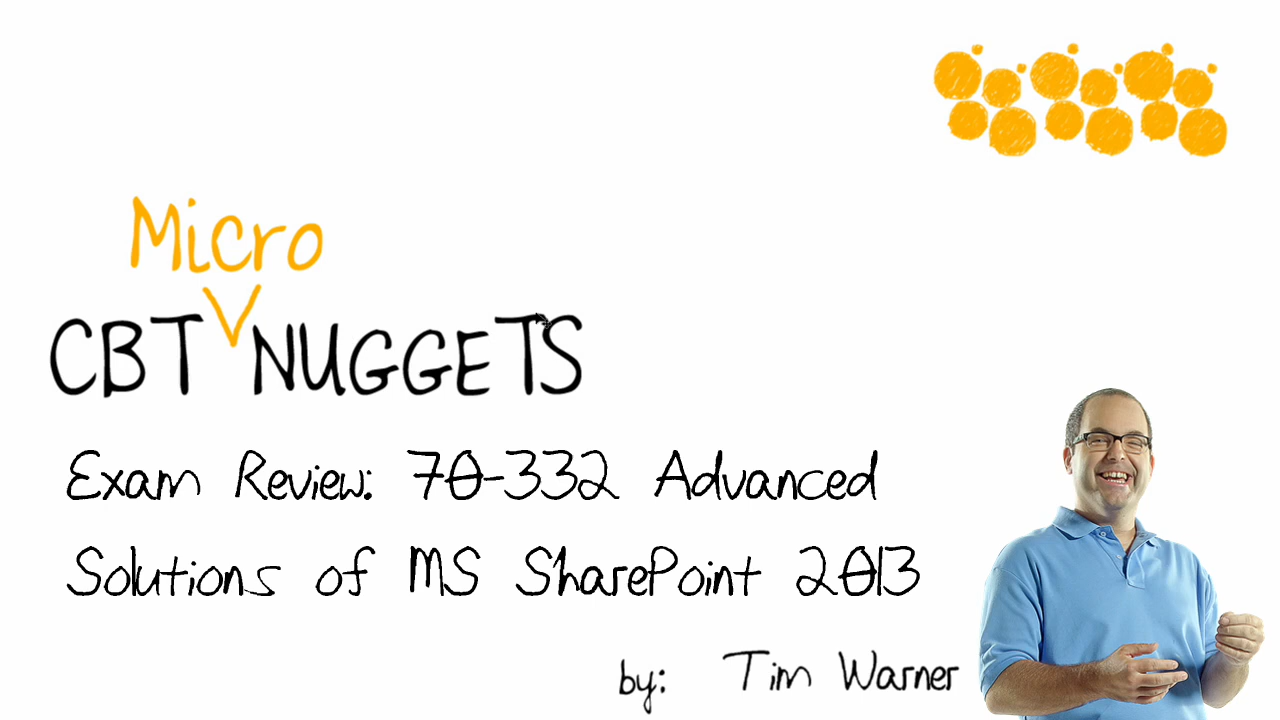 Micro
CBT NUGGETS
Exam Review: 70-332 Advanced
Solutions of MS SharePoint 2013
by: Tim Warner